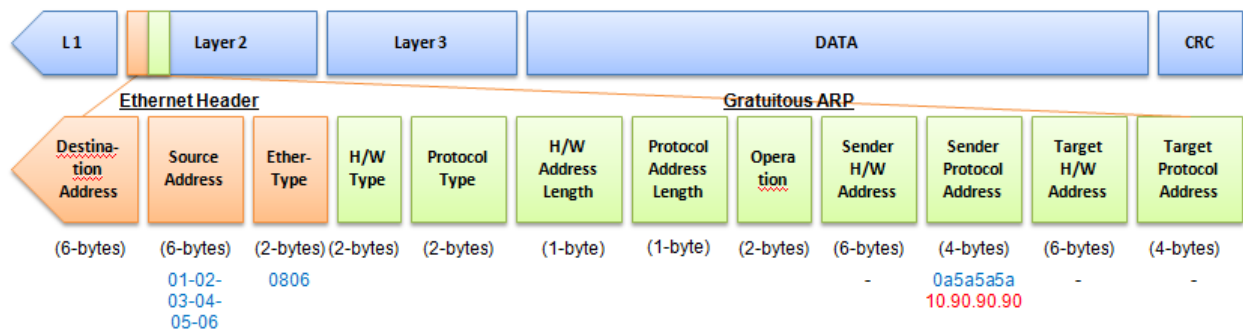 L 1
Layer 2
Layer 3
DATA
CRC
Ethernet Header
Gratuitous ARP
Destina-
tion
Address
Source
Address
Ether-
Type
H/W
Type
Protocol
Type
H/W
Address
Length
Protocol
Address
Length
Opera
tion
Sender
H/W
Address
Sender
Protocol
Address
Target
H/W
Address
Target
Protocol
Address
(6-bytes)
(6-bytes)
(2-bytes)
(2-bytes)
(2-bytes)
(1-byte)
(1-byte)
(2-bytes)
(6-bytes)
(4-bytes)
(6-bytes)
(4-bytes)
01-02-
03-04-
05-06
0806
-
0a5a5a5a
10.90.90.90
-
-